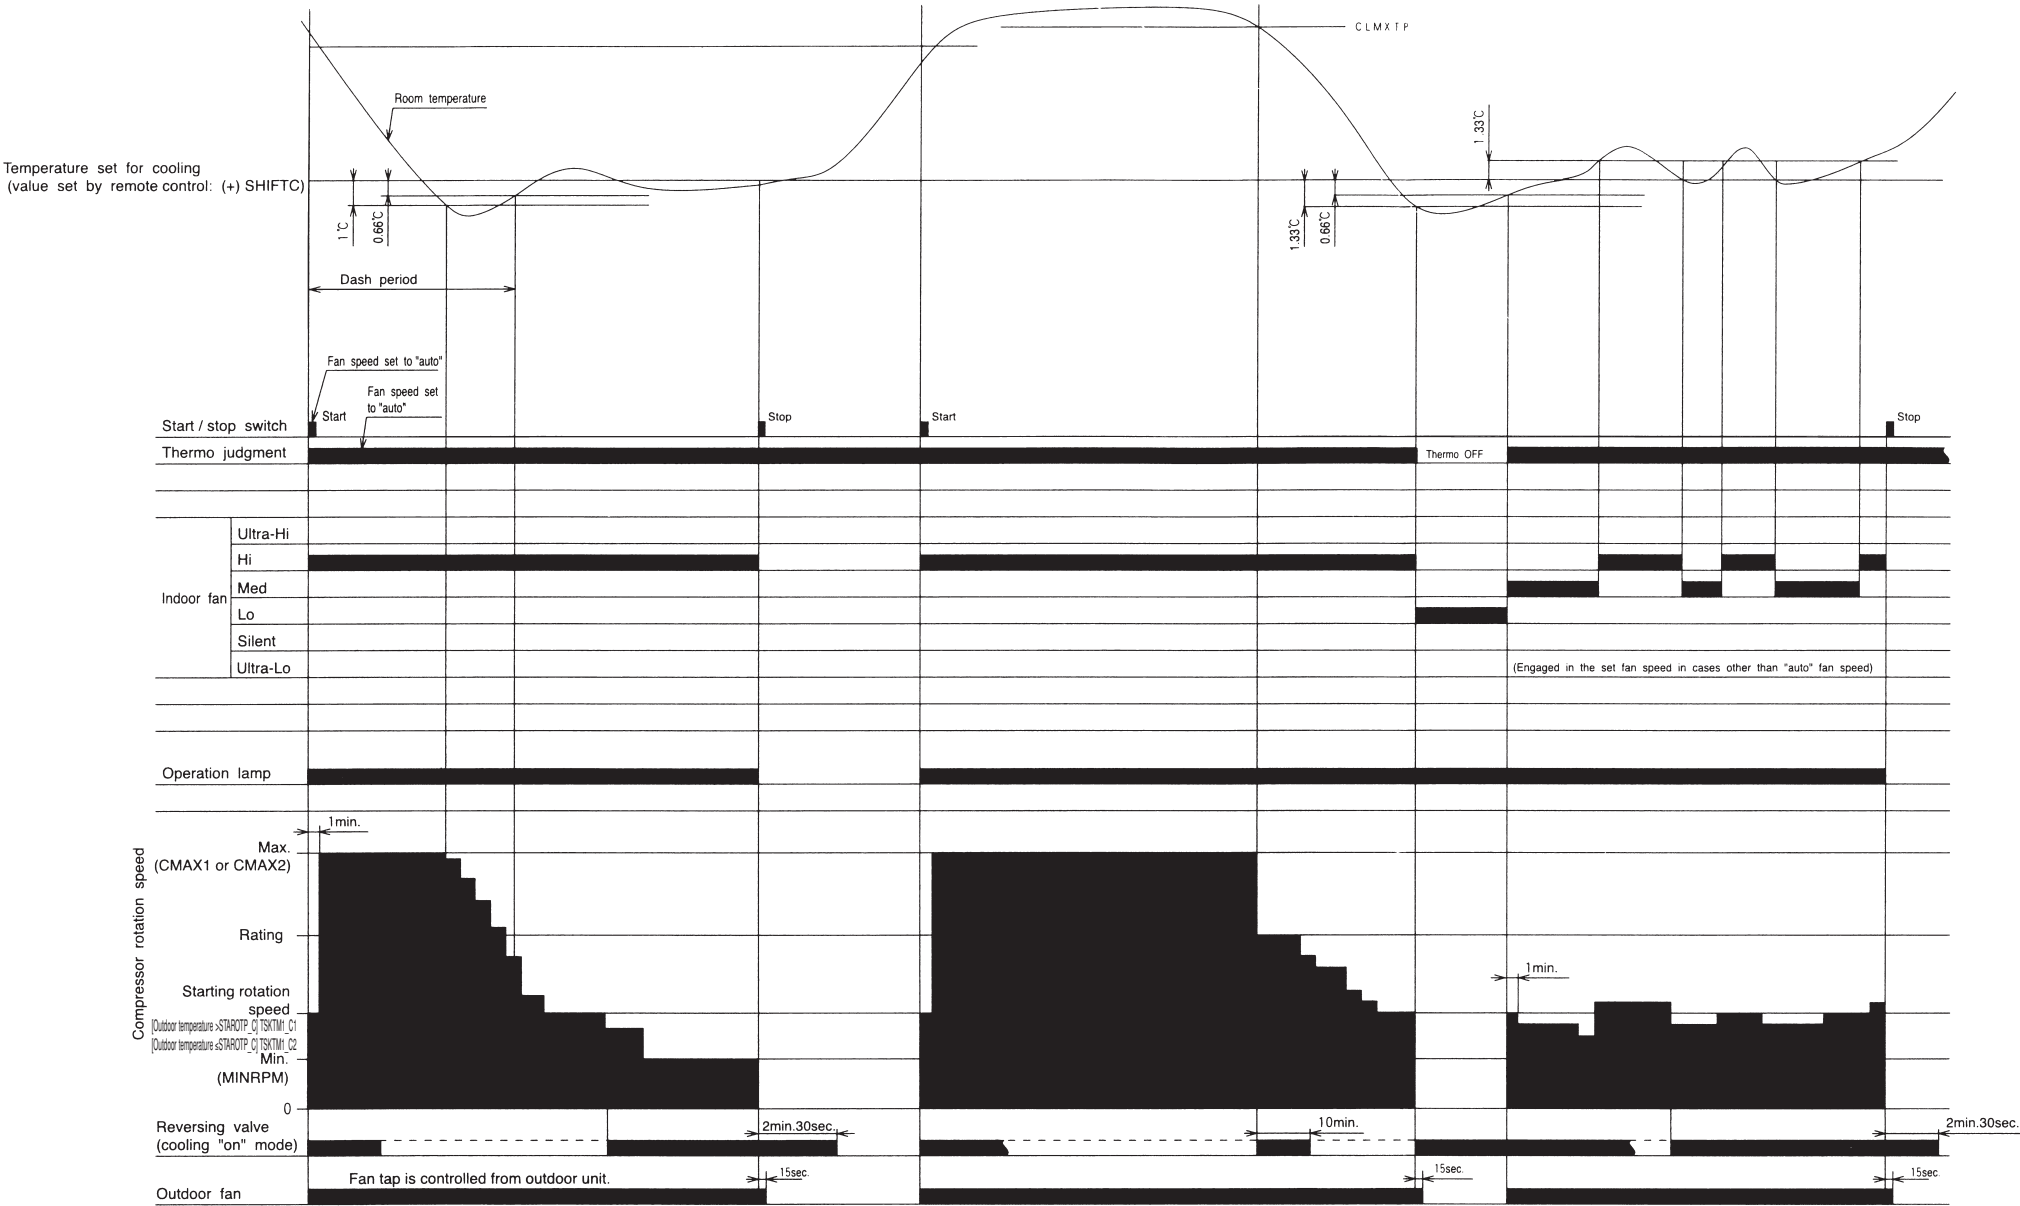 CLMXTP
Room temperature
1.33℃
Temperature set for cooling
(value set by remote control: (+) SHIFTC)
1℃
0.66℃
1.33℃
0.66℃
Dash period
Fan speed set to "auto"
Fan speed set
to "auto"
Start / stop switch
Start
Stop
Start
Stop
Thermo judgment
Thermo OFF
Indoor fan
Ultra-Hi
Hi
Med
Lo
Silent
Ultra-Lo
(Engaged in the set fan speed in cases other than "auto" fan speed)
Operation lamp
Compressor rotation speed
1min.
Max.
(CMAX1 or CMAX2)
Rating
1min.
Starting rotation
speed
[Outdoor temperature >STAROTP_C] TSKTM1_C1
[Outdoor temperature ≤STAROTP_C] TSKTM1_C2
Min.
(MINRPM)
0
Reversing valve
(cooling "on" mode)
2min.30sec.
10min.
2min.30sec.
Fan tap is controlled from outdoor unit.
15sec.
15sec.
15sec.
Outdoor fan